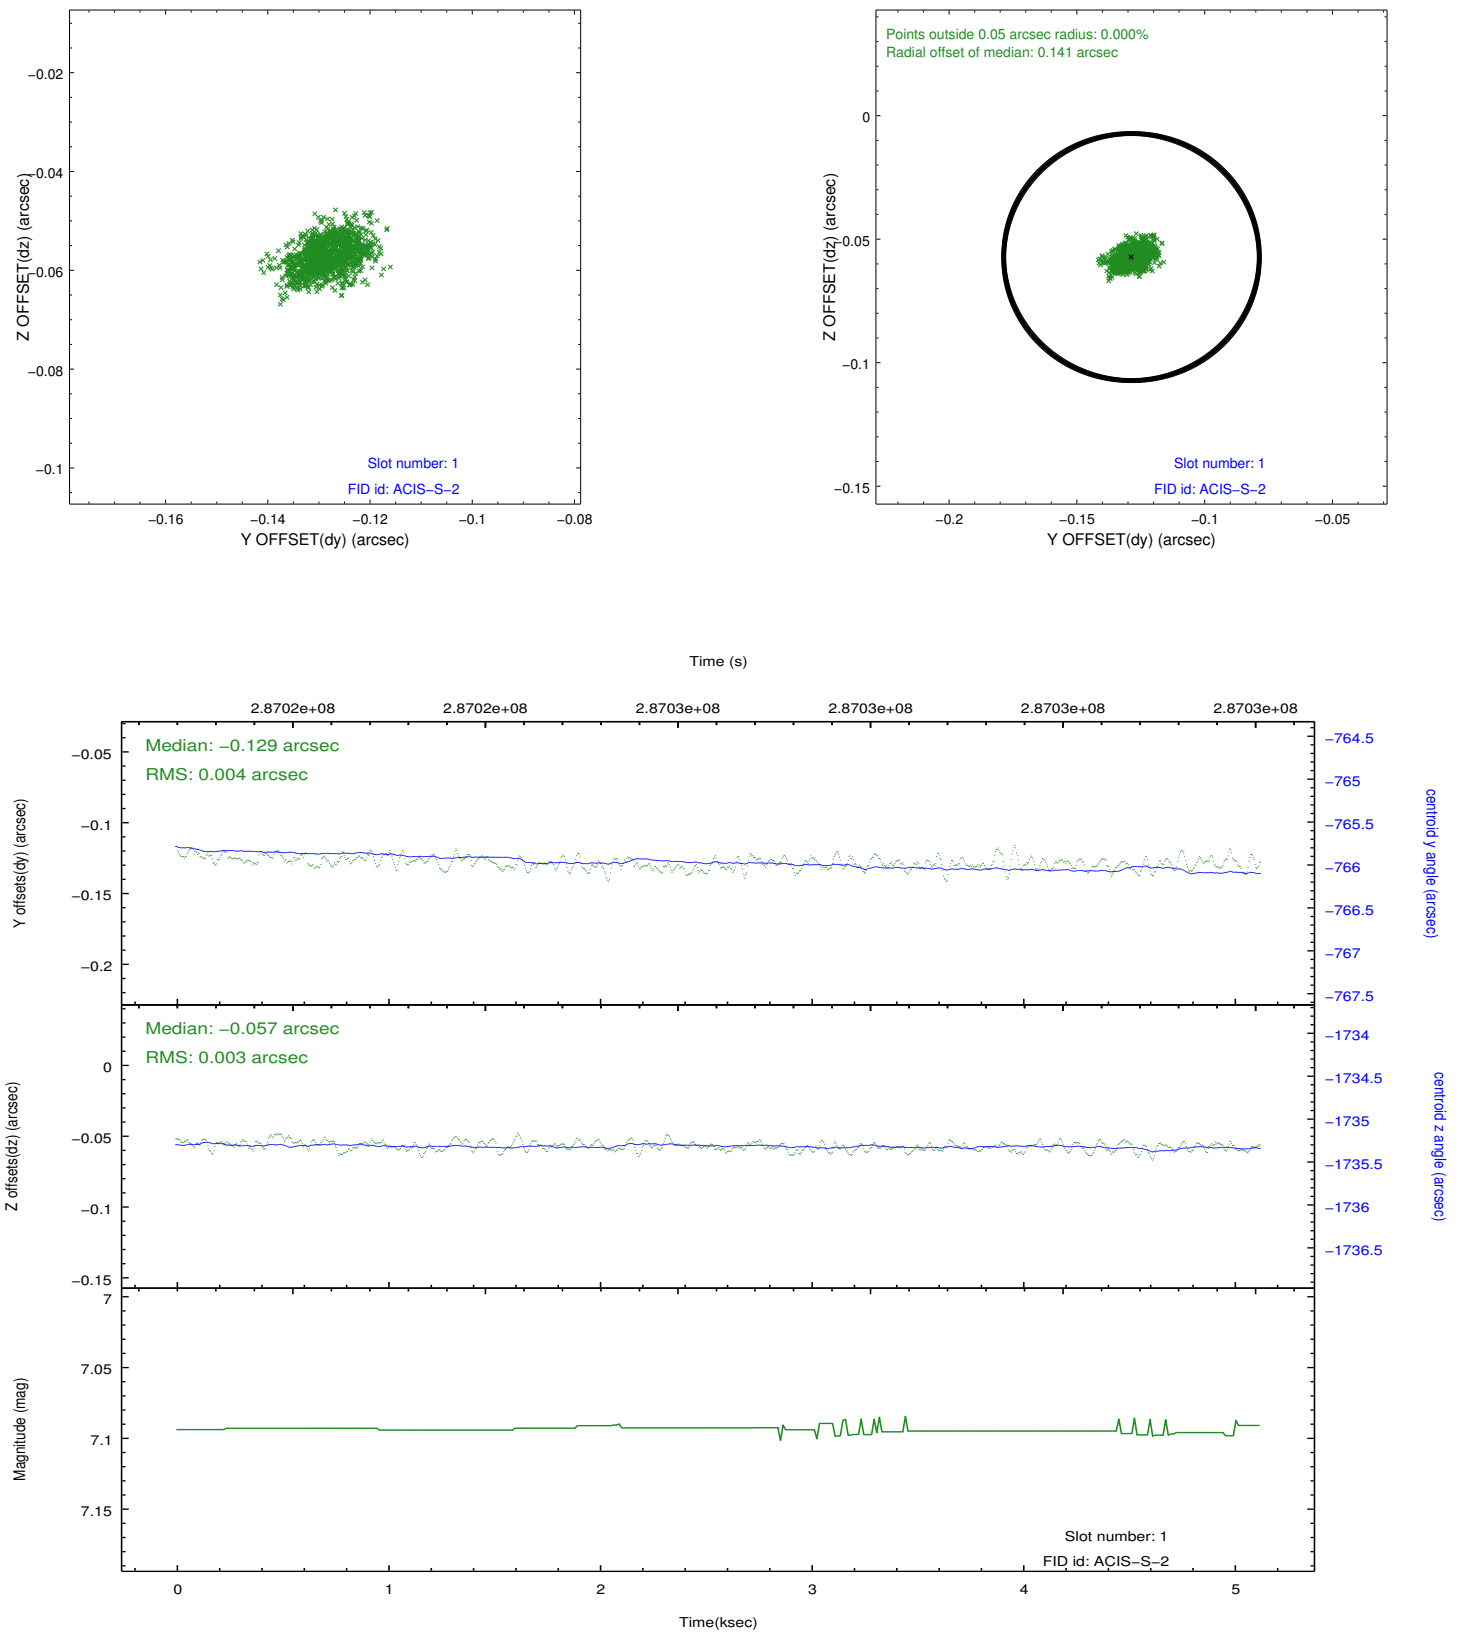 −0.02
−0.04
−0.06
−0.08
−0.1
Z OFFSET(dz) (arcsec)
Slot number: 1
FID id: ACIS−S−2
−0.16
−0.14
−0.12
−0.1
−0.08
Y OFFSET(dy) (arcsec)
Points outside 0.05 arcsec radius: 0.000%
Radial offset of median: 0.141 arcsec
0
−0.05
−0.1
−0.15
Z OFFSET(dz) (arcsec)
Slot number: 1
FID id: ACIS−S−2
−0.2
−0.15
−0.1
−0.05
Y OFFSET(dy) (arcsec)
Time (s)
2.8702e+08
2.8702e+08
2.8703e+08
2.8703e+08
2.8703e+08
2.8703e+08
Median: −0.129 arcsec
RMS: 0.004 arcsec
−0.05
−0.1
−0.15
−0.2
Y offsets(dy) (arcsec)
−764.5
−765
−765.5
−766
−766.5
−767
−767.5
centroid y angle (arcsec)
Median: −0.057 arcsec
RMS: 0.003 arcsec
0
−0.05
−0.1
−0.15
Z offsets(dz) (arcsec)
−1734
−1734.5
−1735
−1735.5
−1736
−1736.5
centroid z angle (arcsec)
7
7.05
7.1
7.15
Magnitude (mag)
Slot number: 1
FID id: ACIS−S−2
0
1
2
3
4
5
Time(ksec)